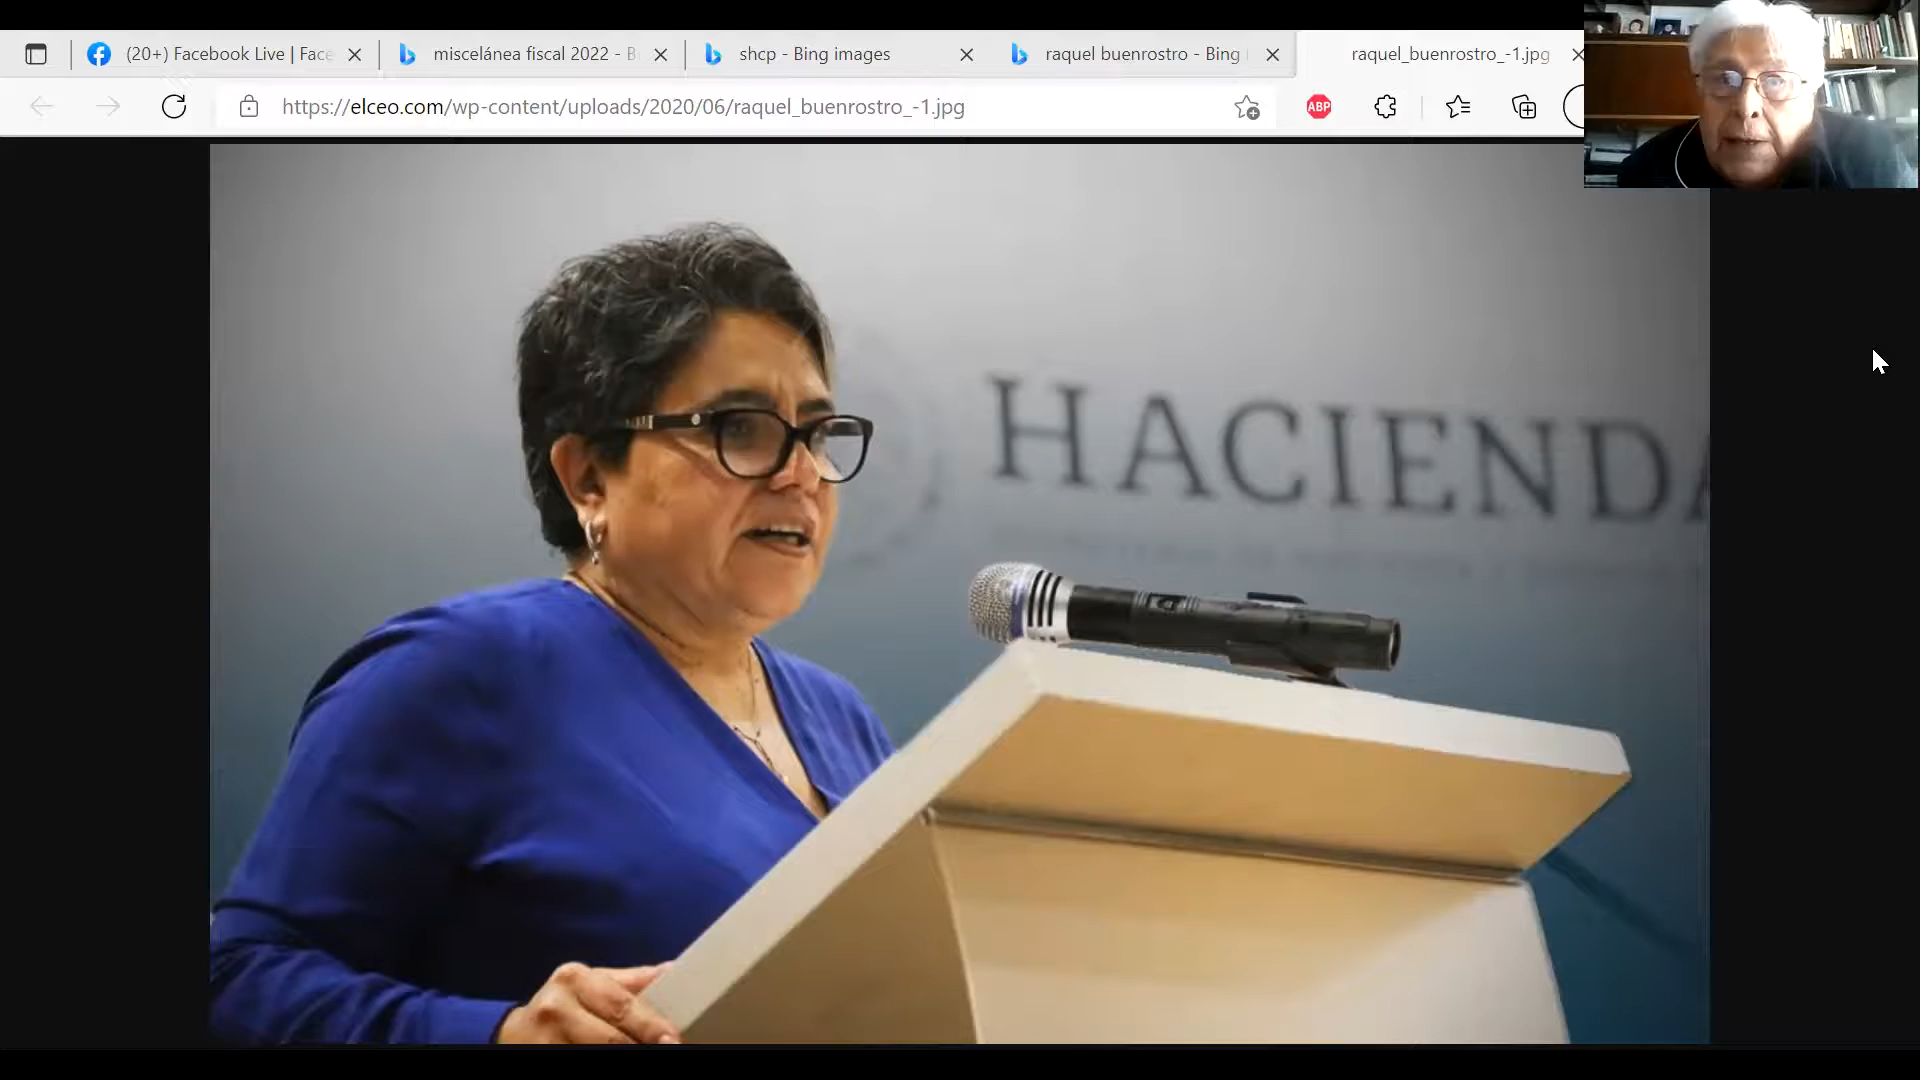 (20+) Facebook Live | Face
miscelánea fiscal 2022 - B
shcp - Bing images
raquel buenrostro - Bing
raquel_buenrostro_-1.jpg
https://elceo.com/wp-content/uploads/2020/06/raquel_buenrostro_-1.jpg
ABP
HACIENDA